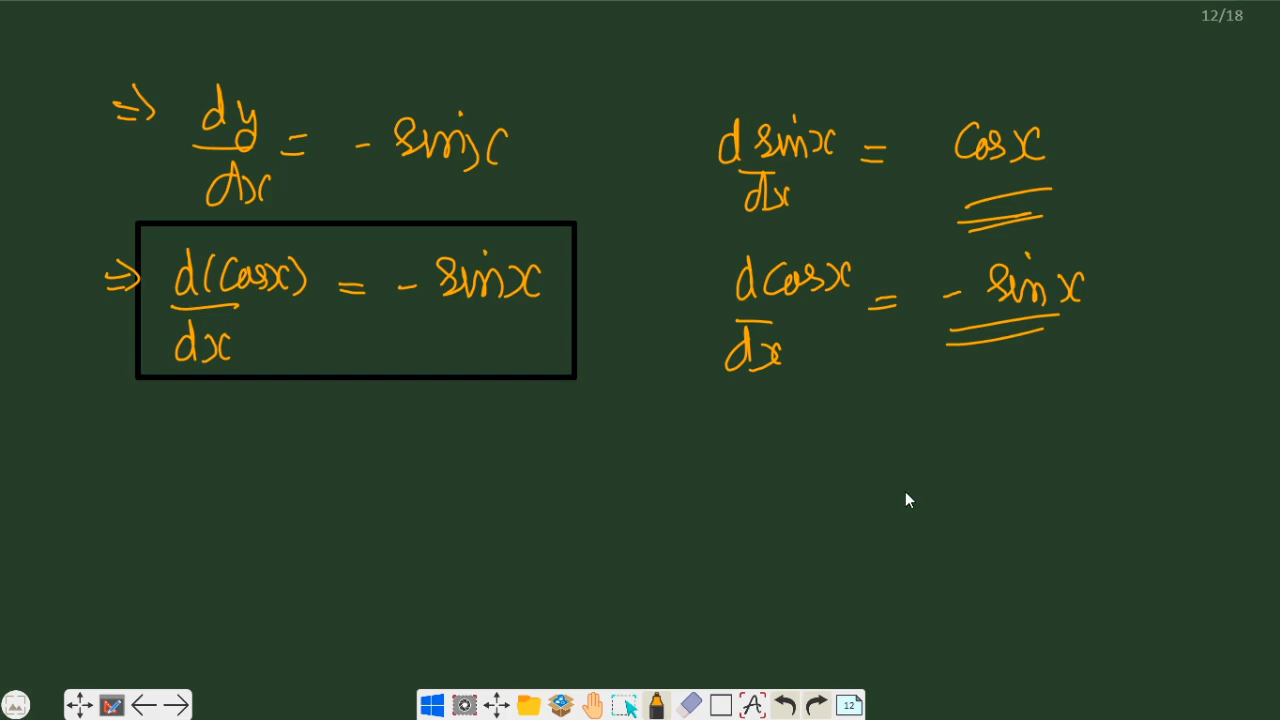 12/18
⇒ dy/dx = - sinx
⇒ d(cosx)/dx = - sinx
d sinx/dx = cosx
d cosx/dx = - sinx
12